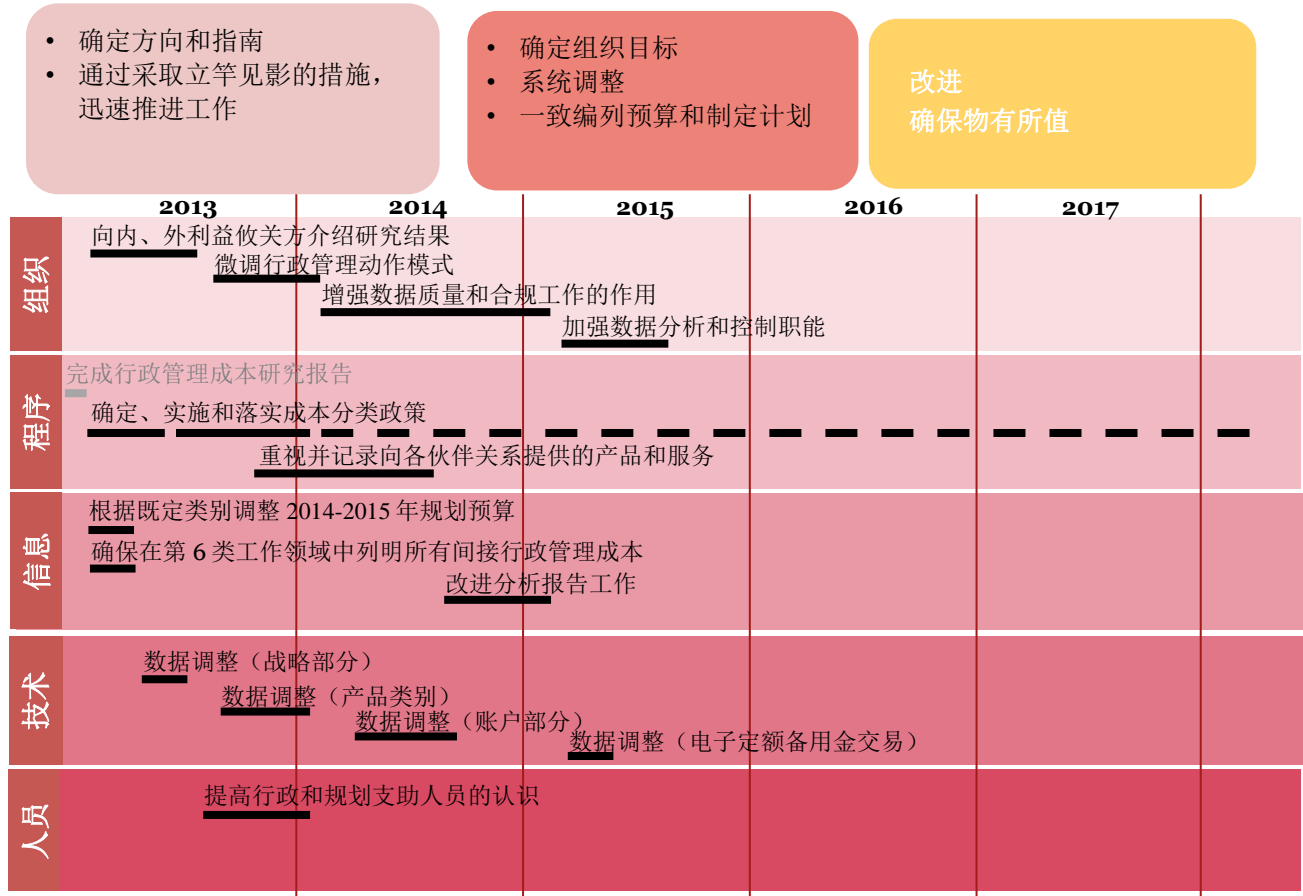 • 确定方向和指南
• 通过采取立竿见影的措施，
迅速推进工作
• 确定组织目标
• 系统调整
• 一致编列预算和制定计划
改进
确保物有所值
2013 2014 2015 2016 2017
组织
向内、外利益攸关方介绍研究结果
微调行政管理动作模式
增强数据质量和合规工作的作用
加强数据分析和控制职能
程序
完成行政管理成本研究报告
确定、实施和落实成本分类政策
重视并记录向各伙伴关系提供的产品和服务
信息
根据既定类别调整 2014-2015 年规划预算
确保在第 6 类工作领域中列明所有间接行政管理成本
改进分析报告工作
技术
数据调整（战略部分）
数据调整（产品类别）
数据调整（账户部分）
数据调整（电子定额备用金交易）
人员
提高行政和规划支助人员的认识